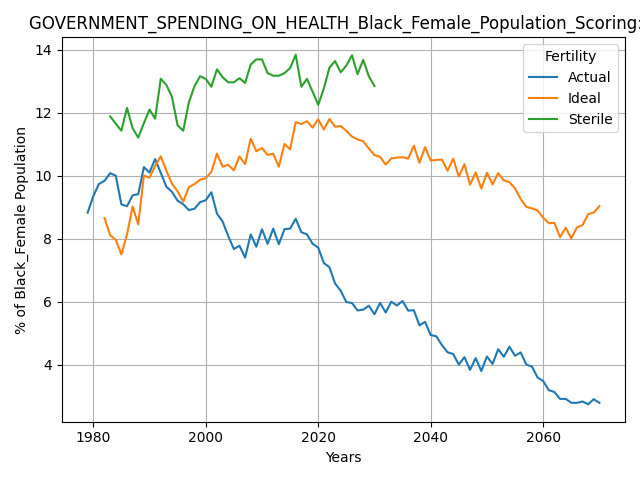 GOVERNMENT_SPENDING_ON_HEALTH_Black_Female_Population_Scoring:
Fertility
Actual
Ideal
Sterile
% of Black_Female Population
14
12
10
8
6
4
1980 2000 2020 2040 2060
Years